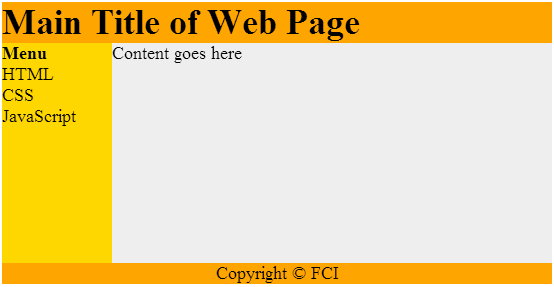 Main Title of Web Page
Menu
HTML
CSS
JavaScript
Content goes here
Copyright © FCI